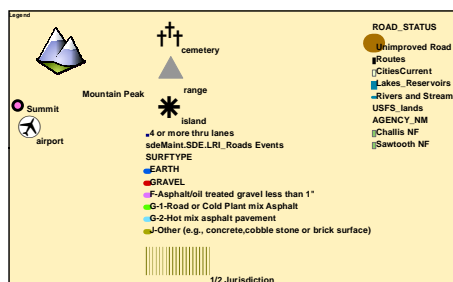 Legend
cemetery
Mountain Peak
range
Summit
island
airport
4 or more thru lanes
sdeMaint.SDE.LRI_Roads Events
SURFTYPE
EARTH
GRAVEL
F-Asphalt/oil treated gravel less than 1"
G-1-Road or Cold Plant mix Asphalt
G-2-Hot mix asphalt pavement
J-Other (e.g., concrete,cobble stone or brick surface)
1/2 Jurisdiction
ROAD_STATUS
Unimproved Road
Routes
CitiesCurrent
Lakes_Reservoirs
Rivers and Stream
USFS_lands
AGENCY_NM
Challis NF
Sawtooth NF